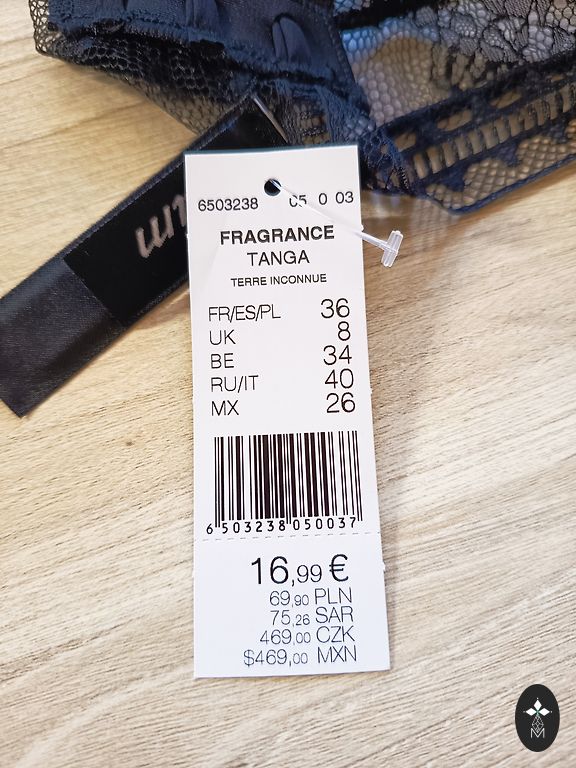 6503238 05 0 03
FRAGRANCE
TANGA
TERRE INCONNUE
FR/ES/PL 36
UK 8
BE 34
RU/IT 40
MX 26
6 503238 050037
16,99 €
69,90 PLN
75,26 SAR
469,00 CZK
$469,00 MXN
M